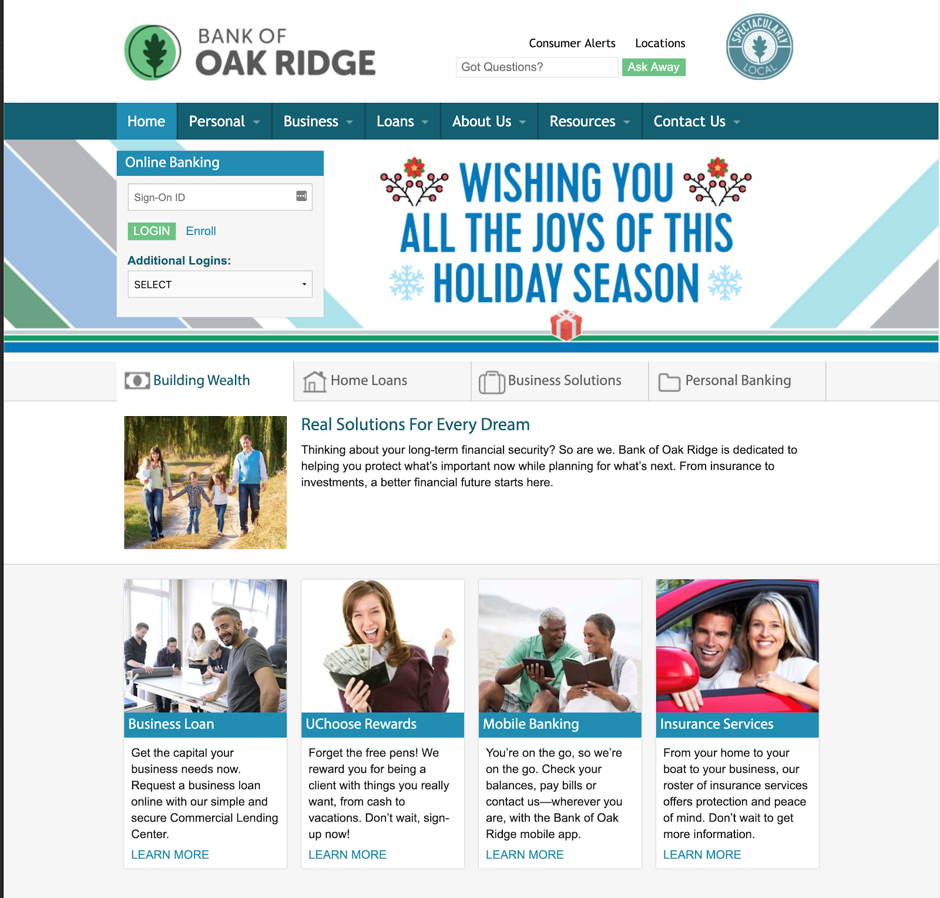 BANK OF
OAK RIDGE
Consumer Alerts Locations
Got Questions? Ask Away
SPECTACULARLY
LOCAL
Home Personal Business Loans About Us Resources Contact Us
Online Banking
Sign-On ID
LOGIN Enroll
Additional Logins:
SELECT
WISHING YOU
ALL THE JOYS OF THIS
HOLIDAY SEASON
Building Wealth Home Loans Business Solutions Personal Banking
Real Solutions For Every Dream
Thinking about your long-term financial security? So are we. Bank of Oak Ridge is dedicated to
helping you protect what’s important now while planning for what’s next. From insurance to
investments, a better financial future starts here.
Business Loan
Get the capital your
business needs now.
Request a business loan
online with our simple and
secure Commercial Lending
Center.
LEARN MORE
UChoose Rewards
Forget the free pens! We
reward you for being a
client with things you really
want, from cash to
vacations. Don’t wait, sign-
up now!
LEARN MORE
Mobile Banking
You’re on the go, so we’re
on the go. Check your
balances, pay bills or
contact us—wherever you
are, with the Bank of Oak
Ridge mobile app.
LEARN MORE
Insurance Services
From your home to your
boat to your business, our
roster of insurance services
offers protection and peace
of mind. Don’t wait to get
more information.
LEARN MORE